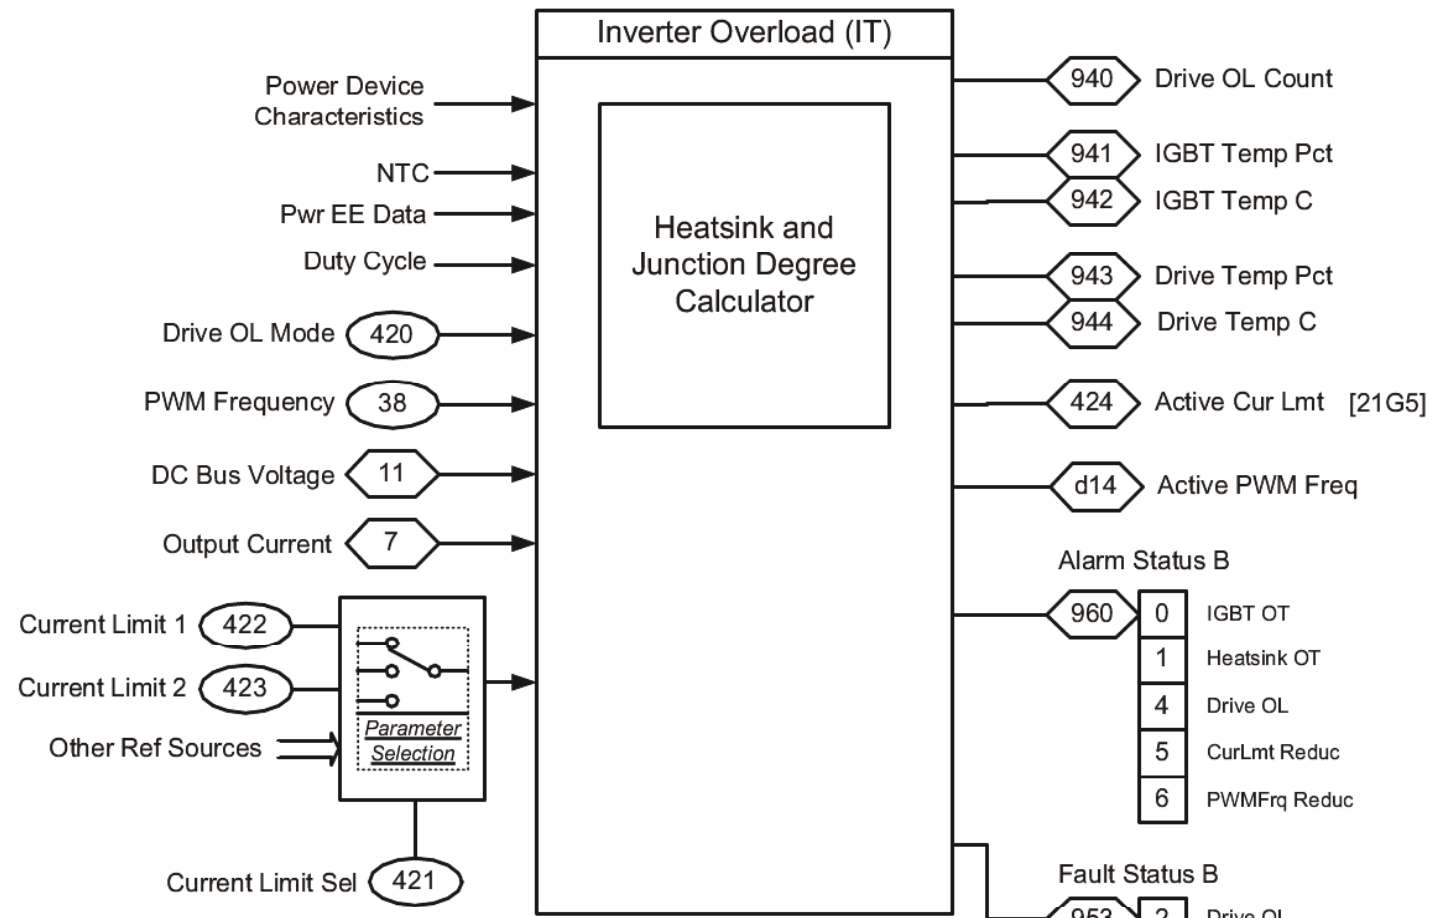 Inverter Overload (IT)
Power Device
Characteristics
NTC
Pwr EE Data
Duty Cycle
Drive OL Mode 420
PWM Frequency 38
DC Bus Voltage 11
Output Current 7
Current Limit 1 422
Current Limit 2 423
Other Ref Sources
Parameter
Selection
Current Limit Sel 421
Heatsink and
Junction Degree
Calculator
940 Drive OL Count
941 IGBT Temp Pct
942 IGBT Temp C
943 Drive Temp Pct
944 Drive Temp C
424 Active Cur Lmt [21G5]
d14 Active PWM Freq
Alarm Status B
960 0 IGBT OT
1 Heatsink OT
4 Drive OL
5 CurLmt Reduc
6 PWMFrq Reduc
Fault Status B
953 2 Drive OL